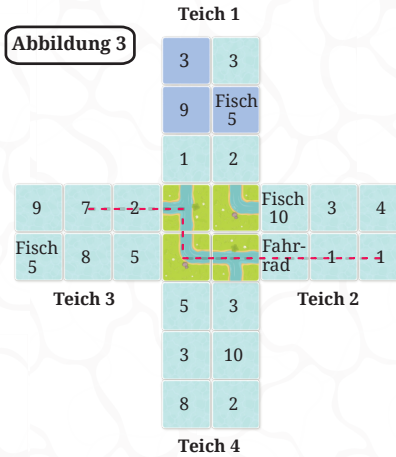 Teich 1
Abbildung 3
3 3
9 Fisch 5
1 2
9 7 2 Fisch 10 3 4
Fisch 5 8 5 Fahr-
rad 1 1
Teich 3 Teich 2
5 3
3 10
8 2
Teich 4